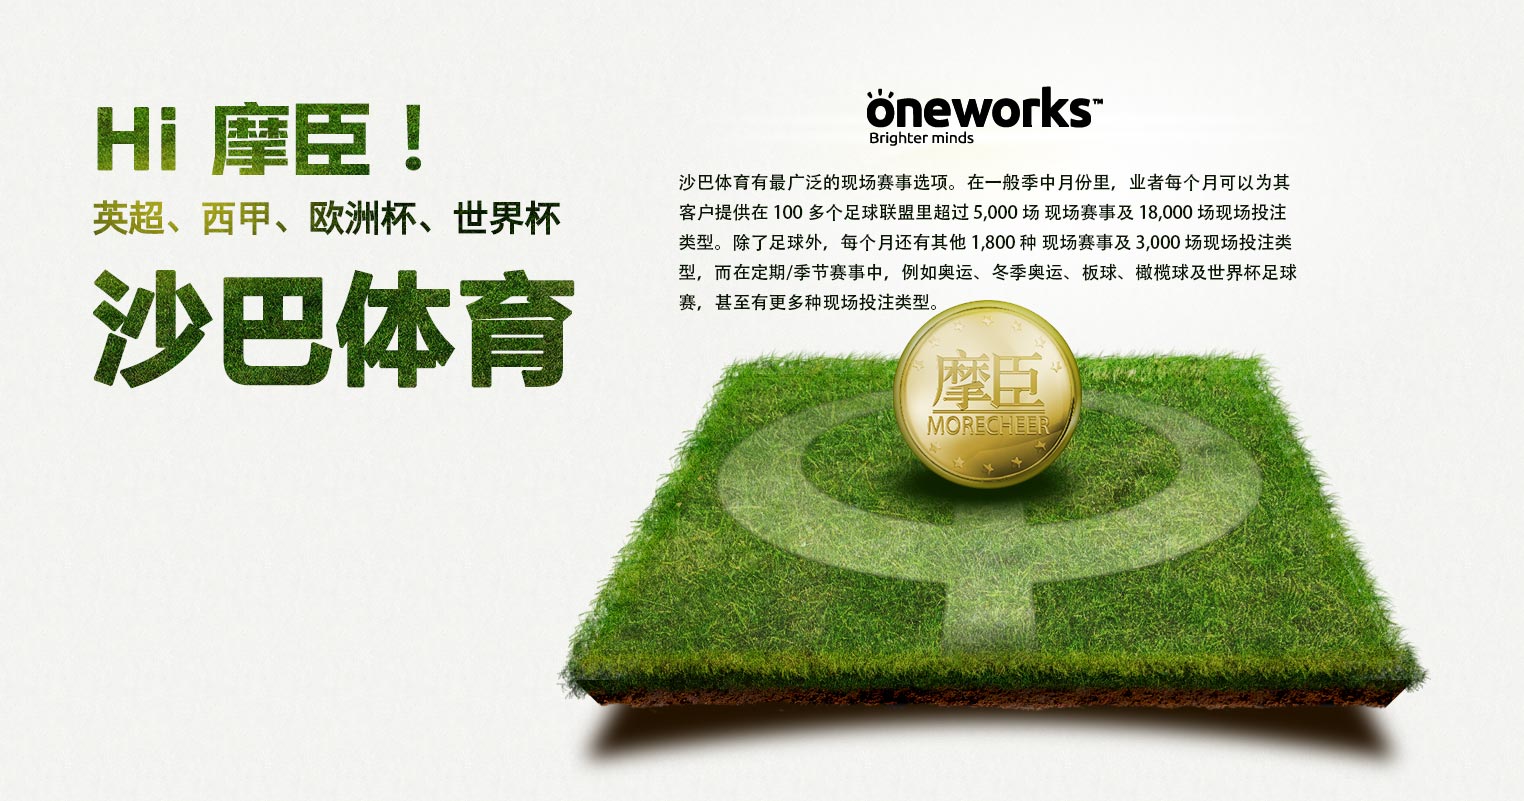 Hi 摩臣！
英超、西甲、欧洲杯、世界杯
沙巴体育
oneworks™
Brighter minds
沙巴体育有最广泛的现场赛事选项。在一般季中月份里，业者每个月可以为其
客户提供在 100 多个足球联盟里超过 5,000 场 现场赛事及 18,000 场现场投注
类型。除了足球外，每个月还有其他 1,800 种 现场赛事及 3,000 场现场投注类
型，而在定期/季节赛事中，例如奥运、冬季奥运、板球、橄榄球及世界杯足球
赛，甚至有更多种现场投注类型。
摩臣
MORECHEER